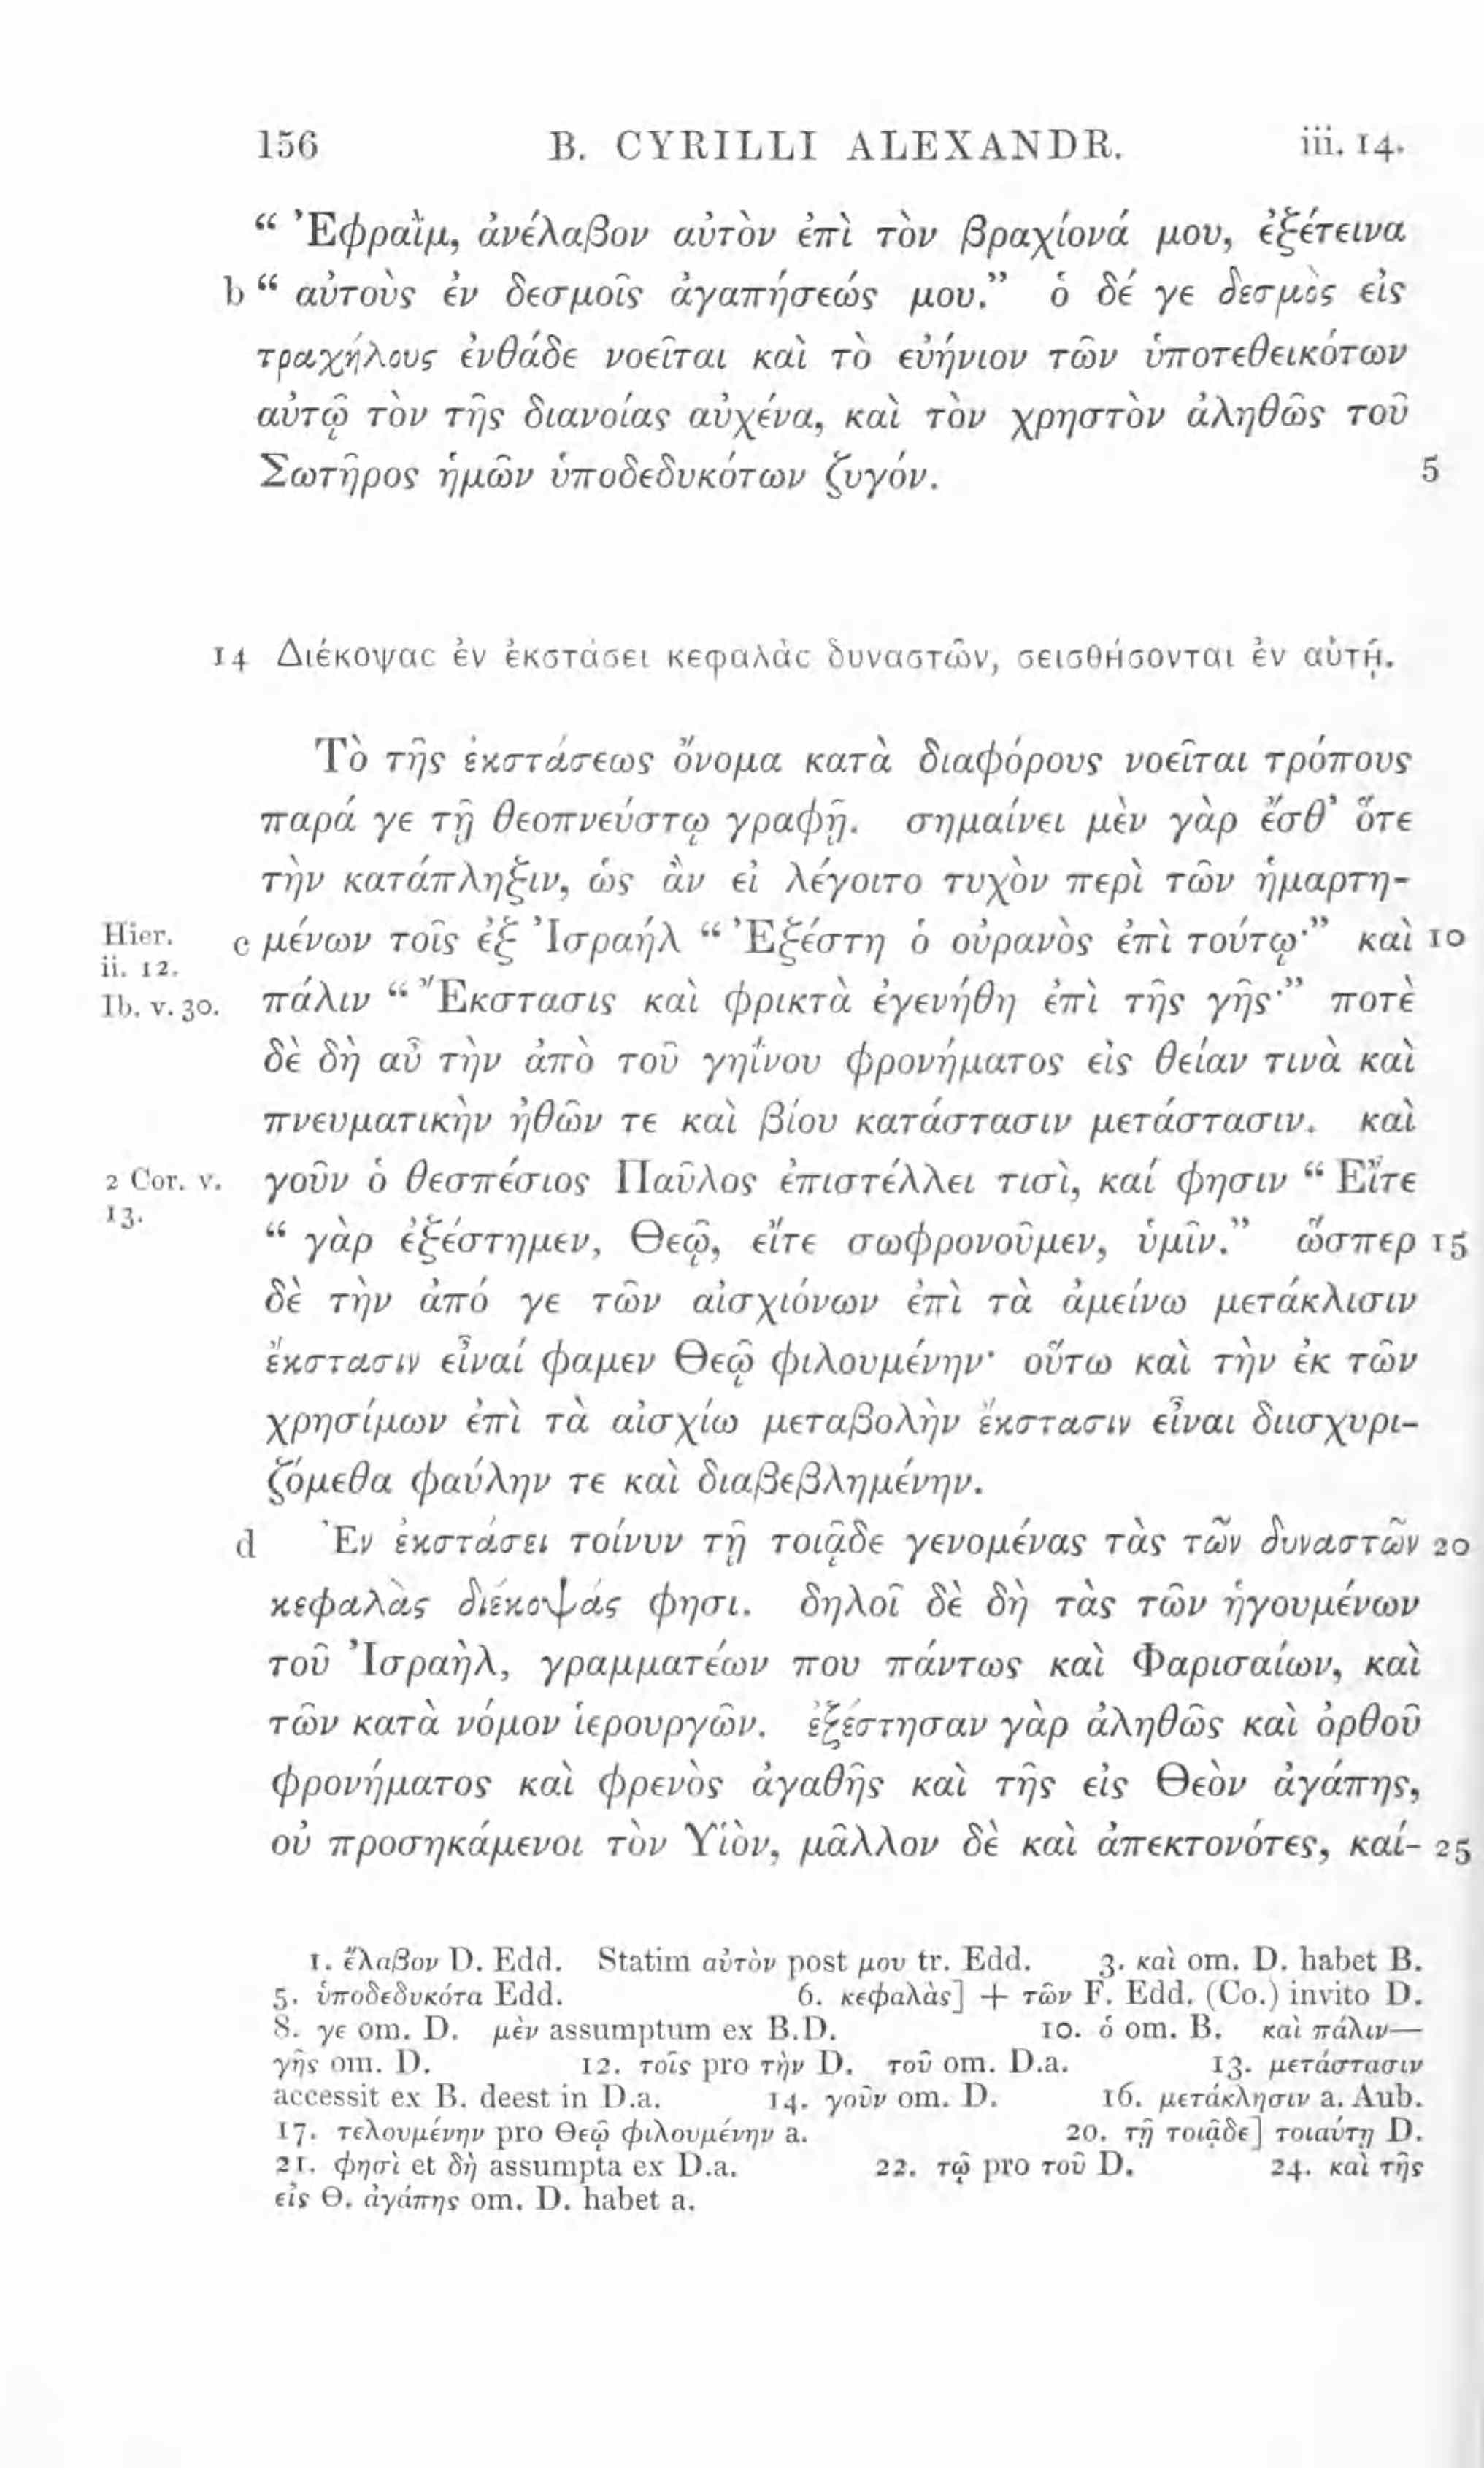 156 B. CYRILLI ALEXANDR. iii. 14.
“ Ἐφραῒμ, ἀνέλαβον αὐτὸν ἐπὶ τὸν βραχίονά μου, ἐξέτεινα
b “ αὐτοὺς ἐν δεσμοῖς ἀγαπήσεώς μου.” ὁ δέ γε δεσμὸς εἰς
τραχήλους ἐνθάδε νοεῖται καὶ τὸ εὐήνιον τῶν ὑποτεθεικότων
αὐτῷ τὸν τῆς διανοίας αὐχένα, καὶ τὸν χρηστὸν ἀληθῶς τοῦ
Σωτῆρος ἡμῶν ὑποδεδυκότων ζυγόν. 5
14 Διέκοψας ἐν ἐκστάσει κεφαλὰς δυναστῶν, σεισθήσονται ἐν αὐτῇ.
Τὸ τῆς ἐκστάσεως ὄνομα κατὰ διαφόρους νοεῖται τρόπους
παρά γε τῇ θεοπνεύστῳ γραφῇ. σημαίνει μὲν γὰρ ἔσθ’ ὅτε
τὴν κατάπληξιν, ὡς ἂν εἰ λέγοιτο τυχὸν περὶ τῶν ἡμαρτη-
Hier. c μένων τοῖς ἐξ Ἰσραήλ “ Ἐξέστη ὁ οὐρανὸς ἐπὶ τούτῳ·” καὶ 10
ii. 12.
Ib. v. 30. πάλιν “ Ἔκστασις καὶ φρικτὰ ἐγενήθη ἐπὶ τῆς γῆς·” ποτὲ
δὲ δὴ αὖ τὴν ἀπὸ τοῦ γηΐνου φρονήματος εἰς θείαν τινὰ καὶ
πνευματικὴν ἠθῶν τε καὶ βίου κατάστασιν μετάστασιν. καὶ
2 Cor. v. γοῦν ὁ θεσπέσιος Παῦλος ἐπιστέλλει τισὶ, καί φησιν “ Εἴτε
13.
“ γὰρ ἐξέστημεν, Θεῷ, εἴτε σωφρονοῦμεν, ὑμῖν.” ὥσπερ 15
δὲ τὴν ἀπό γε τῶν αἰσχιόνων ἐπὶ τὰ ἀμείνω μετάκλισιν
ἔκστασιν εἶναί φαμεν Θεῷ φιλουμένην· οὕτω καὶ τὴν ἐκ τῶν
χρησίμων ἐπὶ τὰ αἰσχίω μεταβολὴν ἔκστασιν εἶναι διισχυρι-
ζόμεθα φαύλην τε καὶ διαβεβλημένην.
d Ἐν ἐκστάσει τοίνυν τῇ τοιᾷδε γενομένας τὰς τῶν δυναστῶν 20
κεφαλὰς διέκοψάς φησι. δηλοῖ δὲ δὴ τὰς τῶν ἡγουμένων
τοῦ Ἰσραὴλ, γραμματέων που πάντως καὶ Φαρισαίων, καὶ
τῶν κατὰ νόμον ἱερουργῶν. ἐξέστησαν γὰρ ἀληθῶς καὶ ὀρθοῦ
φρονήματος καὶ φρενὸς ἀγαθῆς καὶ τῆς εἰς Θεὸν ἀγάπης,
οὐ προσηκάμενοι τὸν Υἱὸν, μᾶλλον δὲ καὶ ἀπεκτονότες, καί- 25
1. ἔλαβον D. Edd. Statim αὐτὸν post μου tr. Edd. 3. καὶ om. D. habet B.
5. ὑποδεδυκότα Edd. 6. κεφαλὰς] + τῶν F. Edd. (Co.) invito D.
8. γε om. D. μὲν assumptum ex B.D. 10. ὁ om. B. καὶ πάλιν—
γῆς om. D. 12. τοῖς pro τὴν D. τοῦ om. D.a. 13. μετάστασιν
accessit ex B. deest in D.a. 14. γοῦν om. D. 16. μετάκλησιν a. Aub.
17. τελουμένην pro Θεῷ φιλουμένην a. 20. τῇ τοιᾷδε] τοιαύτῃ D.
21. φησὶ et δὴ assumpta ex D.a. 22. τῷ pro τοῦ D. 24. καὶ τῆς
εἰς Θ. ἀγάπης om. D. habet a.